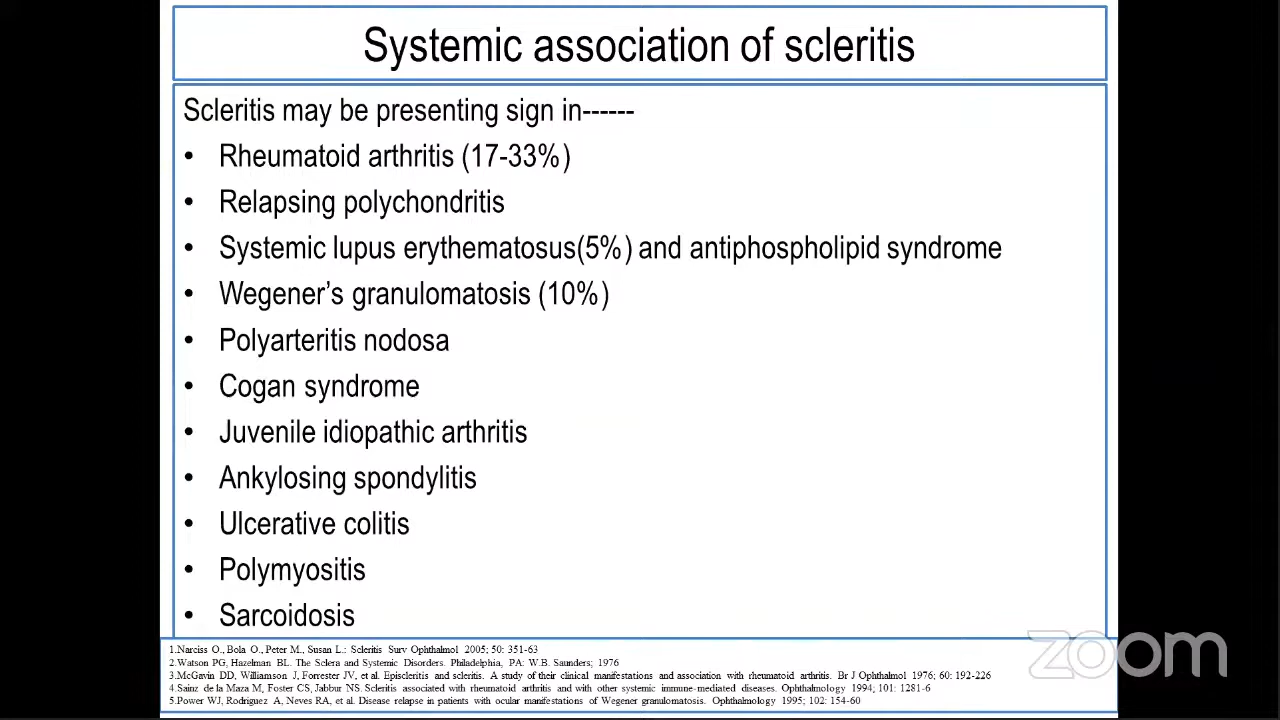 Systemic association of scleritis
Scleritis may be presenting sign in------
• Rheumatoid arthritis (17-33%)
• Relapsing polychondritis
• Systemic lupus erythematosus(5%) and antiphospholipid syndrome
• Wegener's granulomatosis (10%)
• Polyarteritis nodosa
• Cogan syndrome
• Juvenile idiopathic arthritis
• Ankylosing spondylitis
• Ulcerative colitis
• Polymyositis
• Sarcoidosis
1.Narciss O., Bola O., Peter M., Susan L.: Scleritis Surv Ophthalmol 2005; 50: 351-63
2.Watson PG, Hazelman BL. The Sclera and Systemic Disorders. Philadelphia, PA: W.B. Saunders; 1976
3.McGavin DD, Williamson J, Forrester JV, et al. Episcleritis and scleritis. A study of their clinical manifestations and association with rheumatoid arthritis. Br J Ophthalmol 1976; 60: 192-226
4.Sainz de la Maza M, Foster CS, Jabbur NS. Scleritis associated with rheumatoid arthritis and with other systemic immune-mediated diseases. Ophthalmology 1994; 101: 1281-6
5.Power WJ, Rodriguez A, Neves RA, et al. Disease relapse in patients with ocular manifestations of Wegener granulomatosis. Ophthalmology 1995; 102: 154-60
zoom